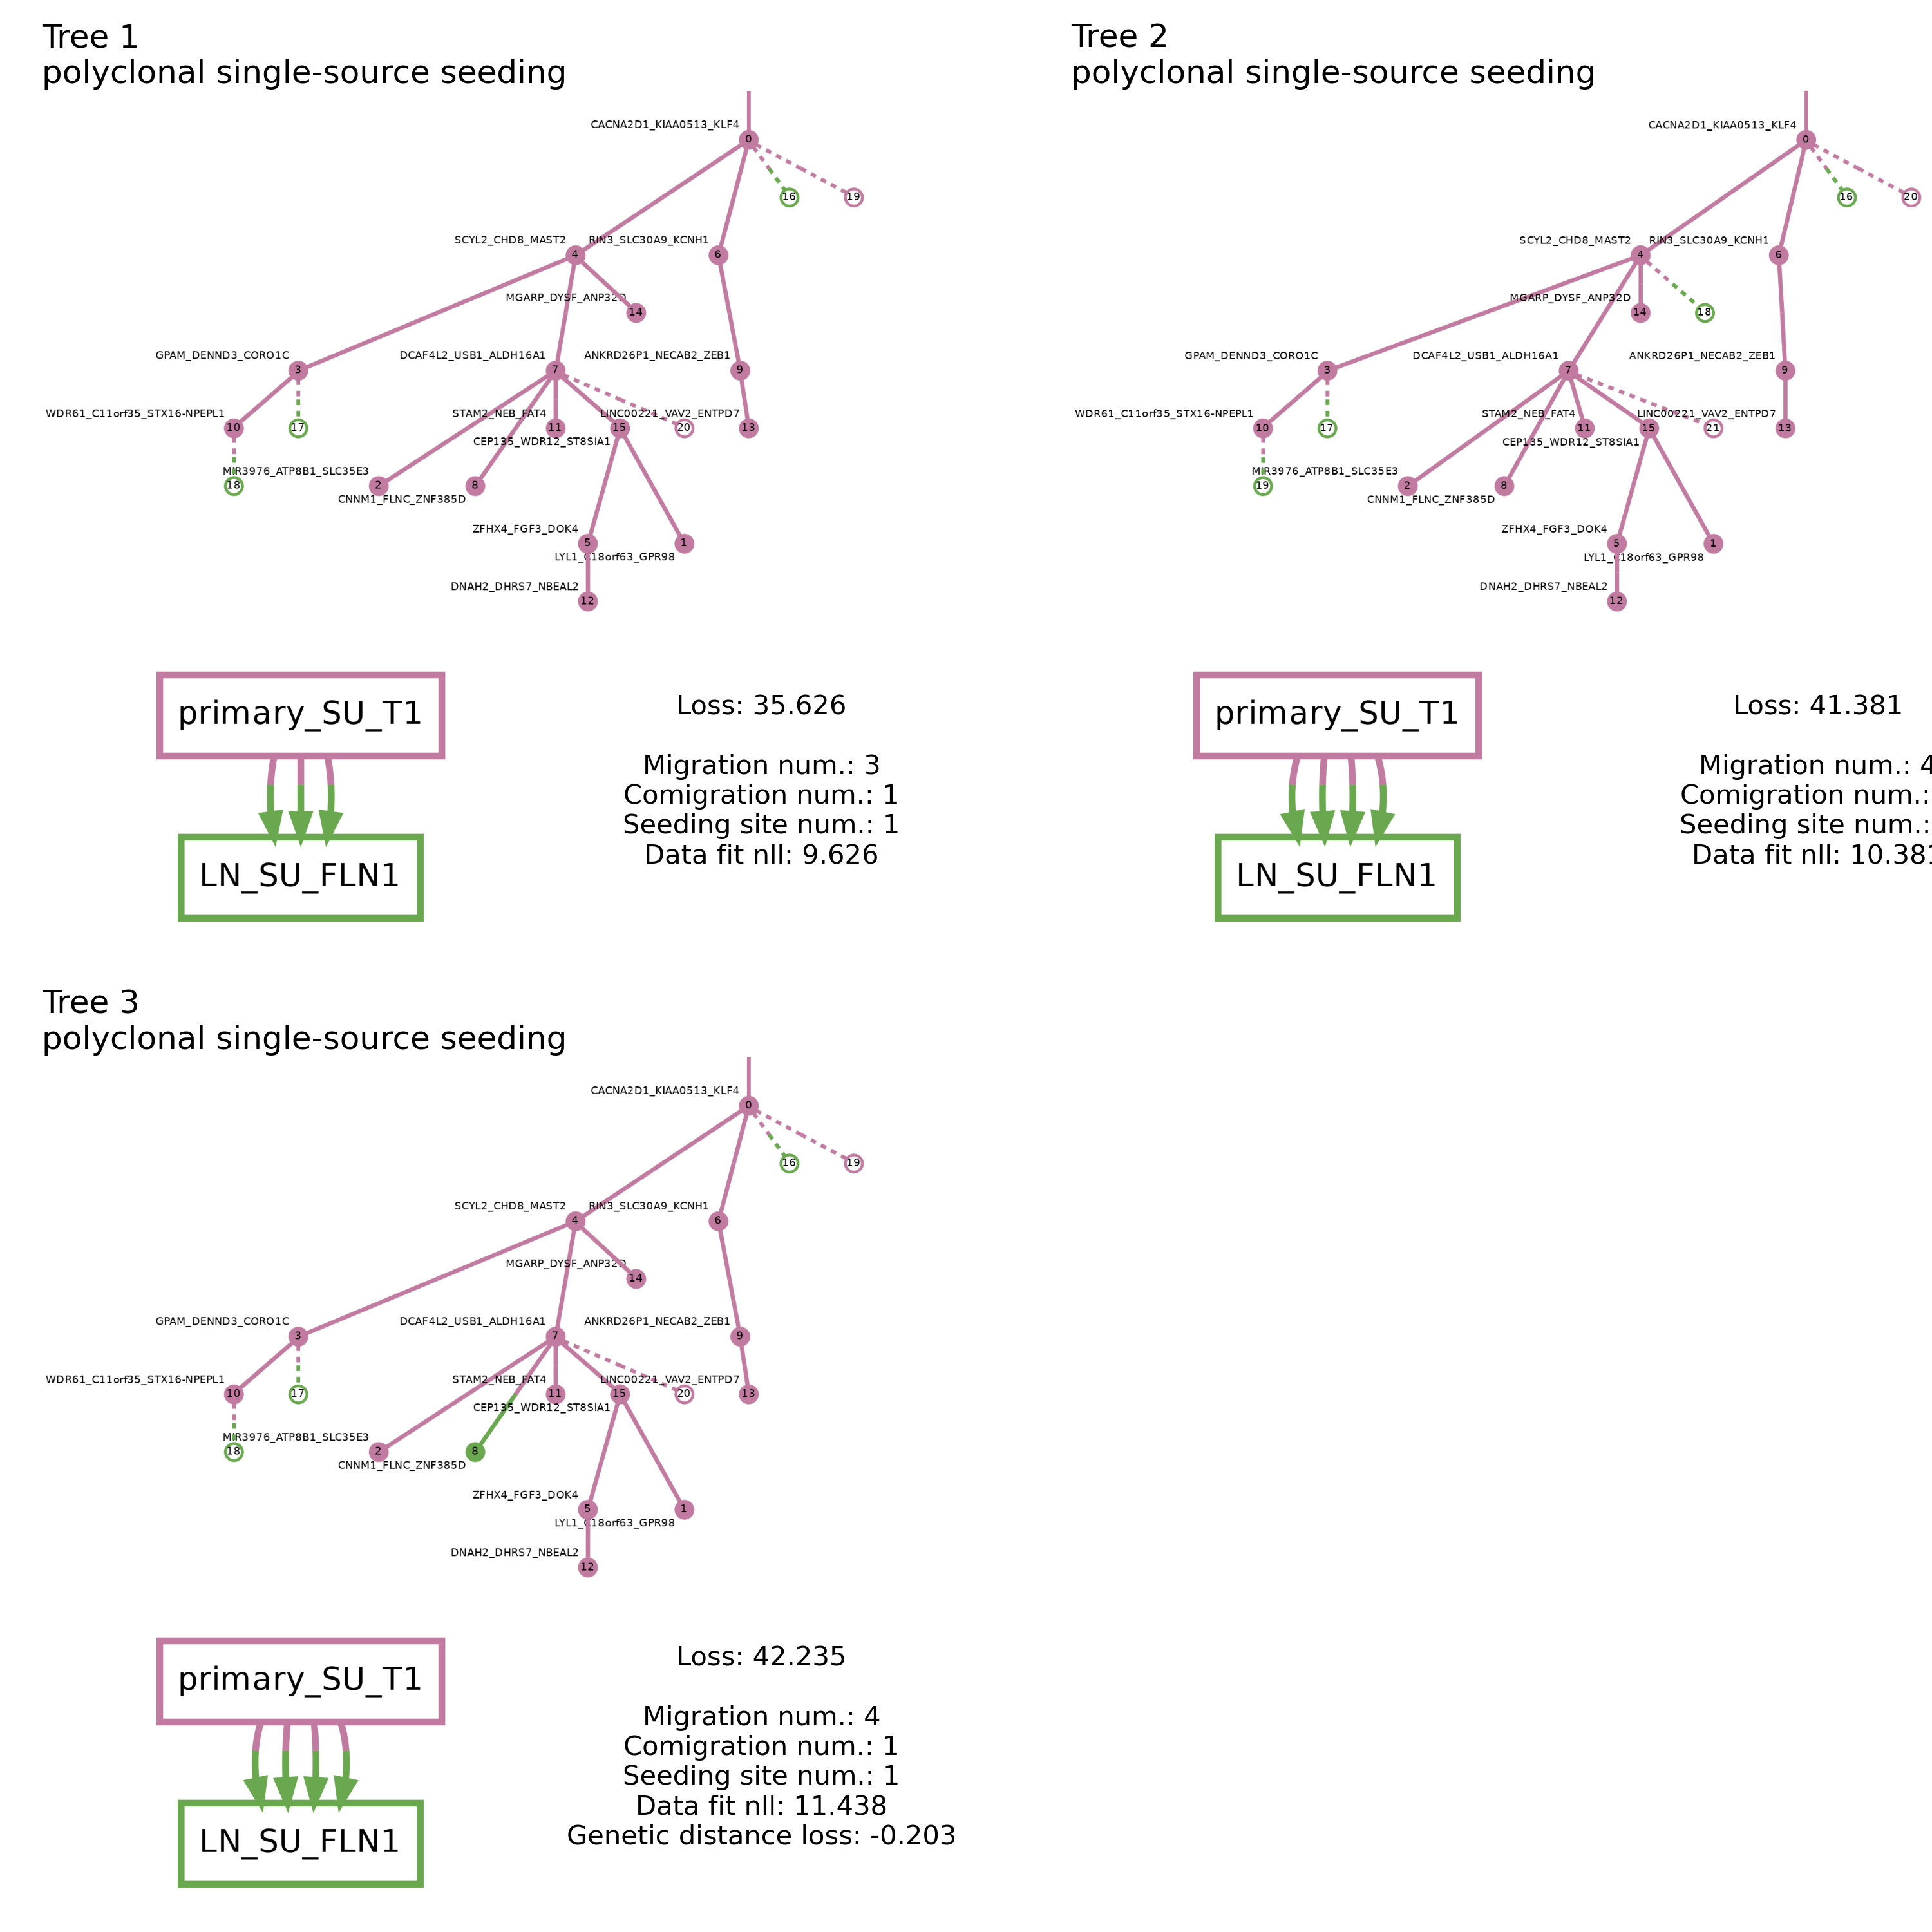 Tree 1
polyclonal single-source seeding
CACNA2D1_KIAA0513_KLF4
0
16
19
SCYL2_CHD8_MAST2
4
RIN3_SLC30A9_KCNH1
6
MGARP_DYSF_ANP32D
14
GPAM_DENND3_CORO1C
3
DCAF4L2_USB1_ALDH16A1
7
ANKRD26P1_NECAB2_ZEB1
9
WDR61_C11orf35_STX16-NPEPL1
10
17
STAM2_NEB_FAT4
11
CEP135_WDR12_ST8SIA1
15
20
LINC00221_VAV2_ENTPD7
13
18
MIR3976_ATP8B1_SLC35E3
2
CNNM1_FLNC_ZNF385D
8
ZFHX4_FGF3_DOK4
5
LYL1_C18orf63_GPR98
1
DNAH2_DHRS7_NBEAL2
12
primary_SU_T1
LN_SU_FLN1
Loss: 35.626
Migration num.: 3
Comigration num.: 1
Seeding site num.: 1
Data fit nll: 9.626
Tree 2
polyclonal single-source seeding
CACNA2D1_KIAA0513_KLF4
0
16
20
SCYL2_CHD8_MAST2
4
RIN3_SLC30A9_KCNH1
6
MGARP_DYSF_ANP32D
14
18
GPAM_DENND3_CORO1C
3
DCAF4L2_USB1_ALDH16A1
7
ANKRD26P1_NECAB2_ZEB1
9
WDR61_C11orf35_STX16-NPEPL1
10
17
STAM2_NEB_FAT4
11
CEP135_WDR12_ST8SIA1
15
21
LINC00221_VAV2_ENTPD7
13
19
MIR3976_ATP8B1_SLC35E3
2
CNNM1_FLNC_ZNF385D
8
ZFHX4_FGF3_DOK4
5
LYL1_C18orf63_GPR98
1
DNAH2_DHRS7_NBEAL2
12
primary_SU_T1
LN_SU_FLN1
Loss: 41.381
Migration num.: 4
Comigration num.:
Seeding site num.:
Data fit nll: 10.381
Tree 3
polyclonal single-source seeding
CACNA2D1_KIAA0513_KLF4
0
16
19
SCYL2_CHD8_MAST2
4
RIN3_SLC30A9_KCNH1
6
MGARP_DYSF_ANP32D
14
GPAM_DENND3_CORO1C
3
DCAF4L2_USB1_ALDH16A1
7
ANKRD26P1_NECAB2_ZEB1
9
WDR61_C11orf35_STX16-NPEPL1
10
17
STAM2_NEB_FAT4
11
CEP135_WDR12_ST8SIA1
15
20
LINC00221_VAV2_ENTPD7
13
18
MIR3976_ATP8B1_SLC35E3
2
CNNM1_FLNC_ZNF385D
8
ZFHX4_FGF3_DOK4
5
LYL1_C18orf63_GPR98
1
DNAH2_DHRS7_NBEAL2
12
primary_SU_T1
LN_SU_FLN1
Loss: 42.235
Migration num.: 4
Comigration num.: 1
Seeding site num.: 1
Data fit nll: 11.438
Genetic distance loss: -0.203